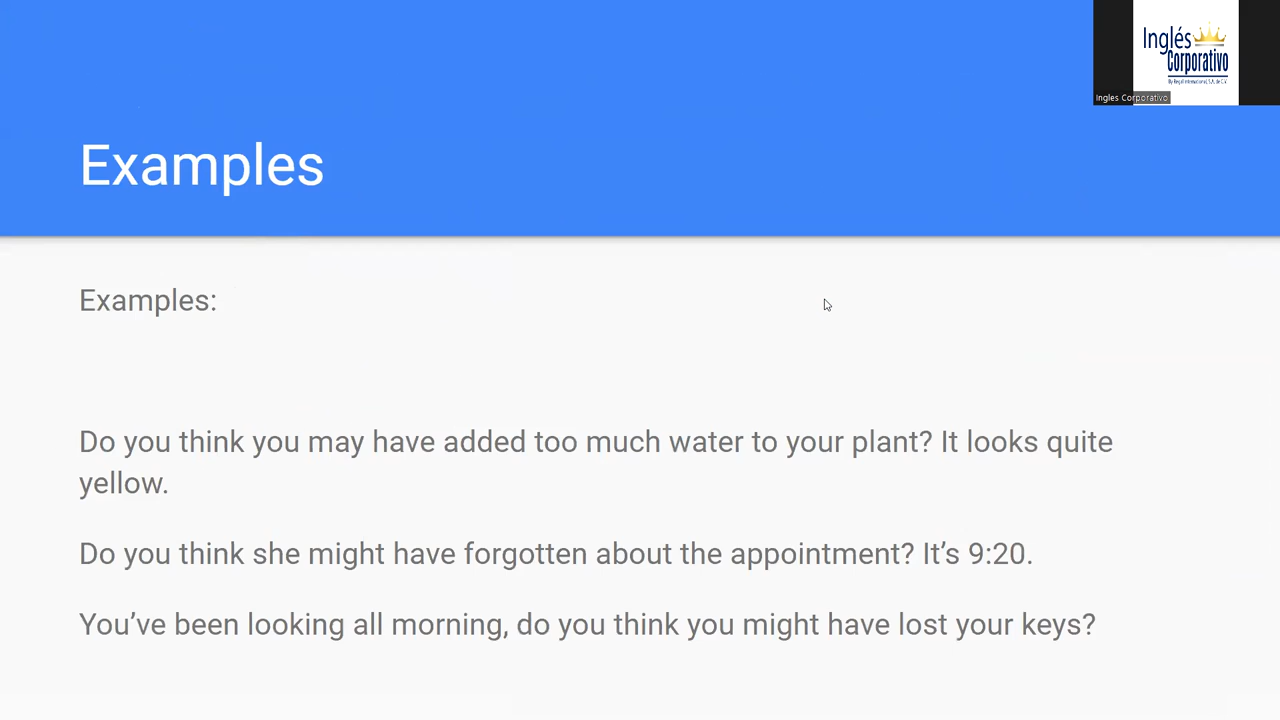 Inglés
Corporativo
Ingles Corporativo
Examples
Examples:
Do you think you may have added too much water to your plant? It looks quite
yellow.
Do you think she might have forgotten about the appointment? It’s 9:20.
You’ve been looking all morning, do you think you might have lost your keys?